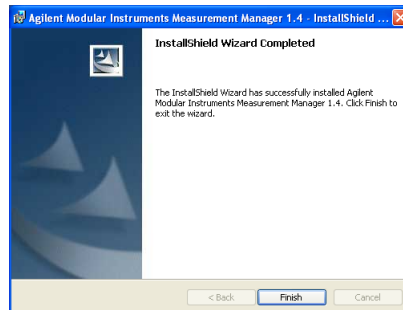 Agilent Modular Instruments Measurement Manager 1.4 - InstallShield ...
InstallShield Wizard Completed
The InstallShield Wizard has successfully installed Agilent
Modular Instruments Measurement Manager 1.4. Click Finish to
exit the wizard.
< Back Finish Cancel